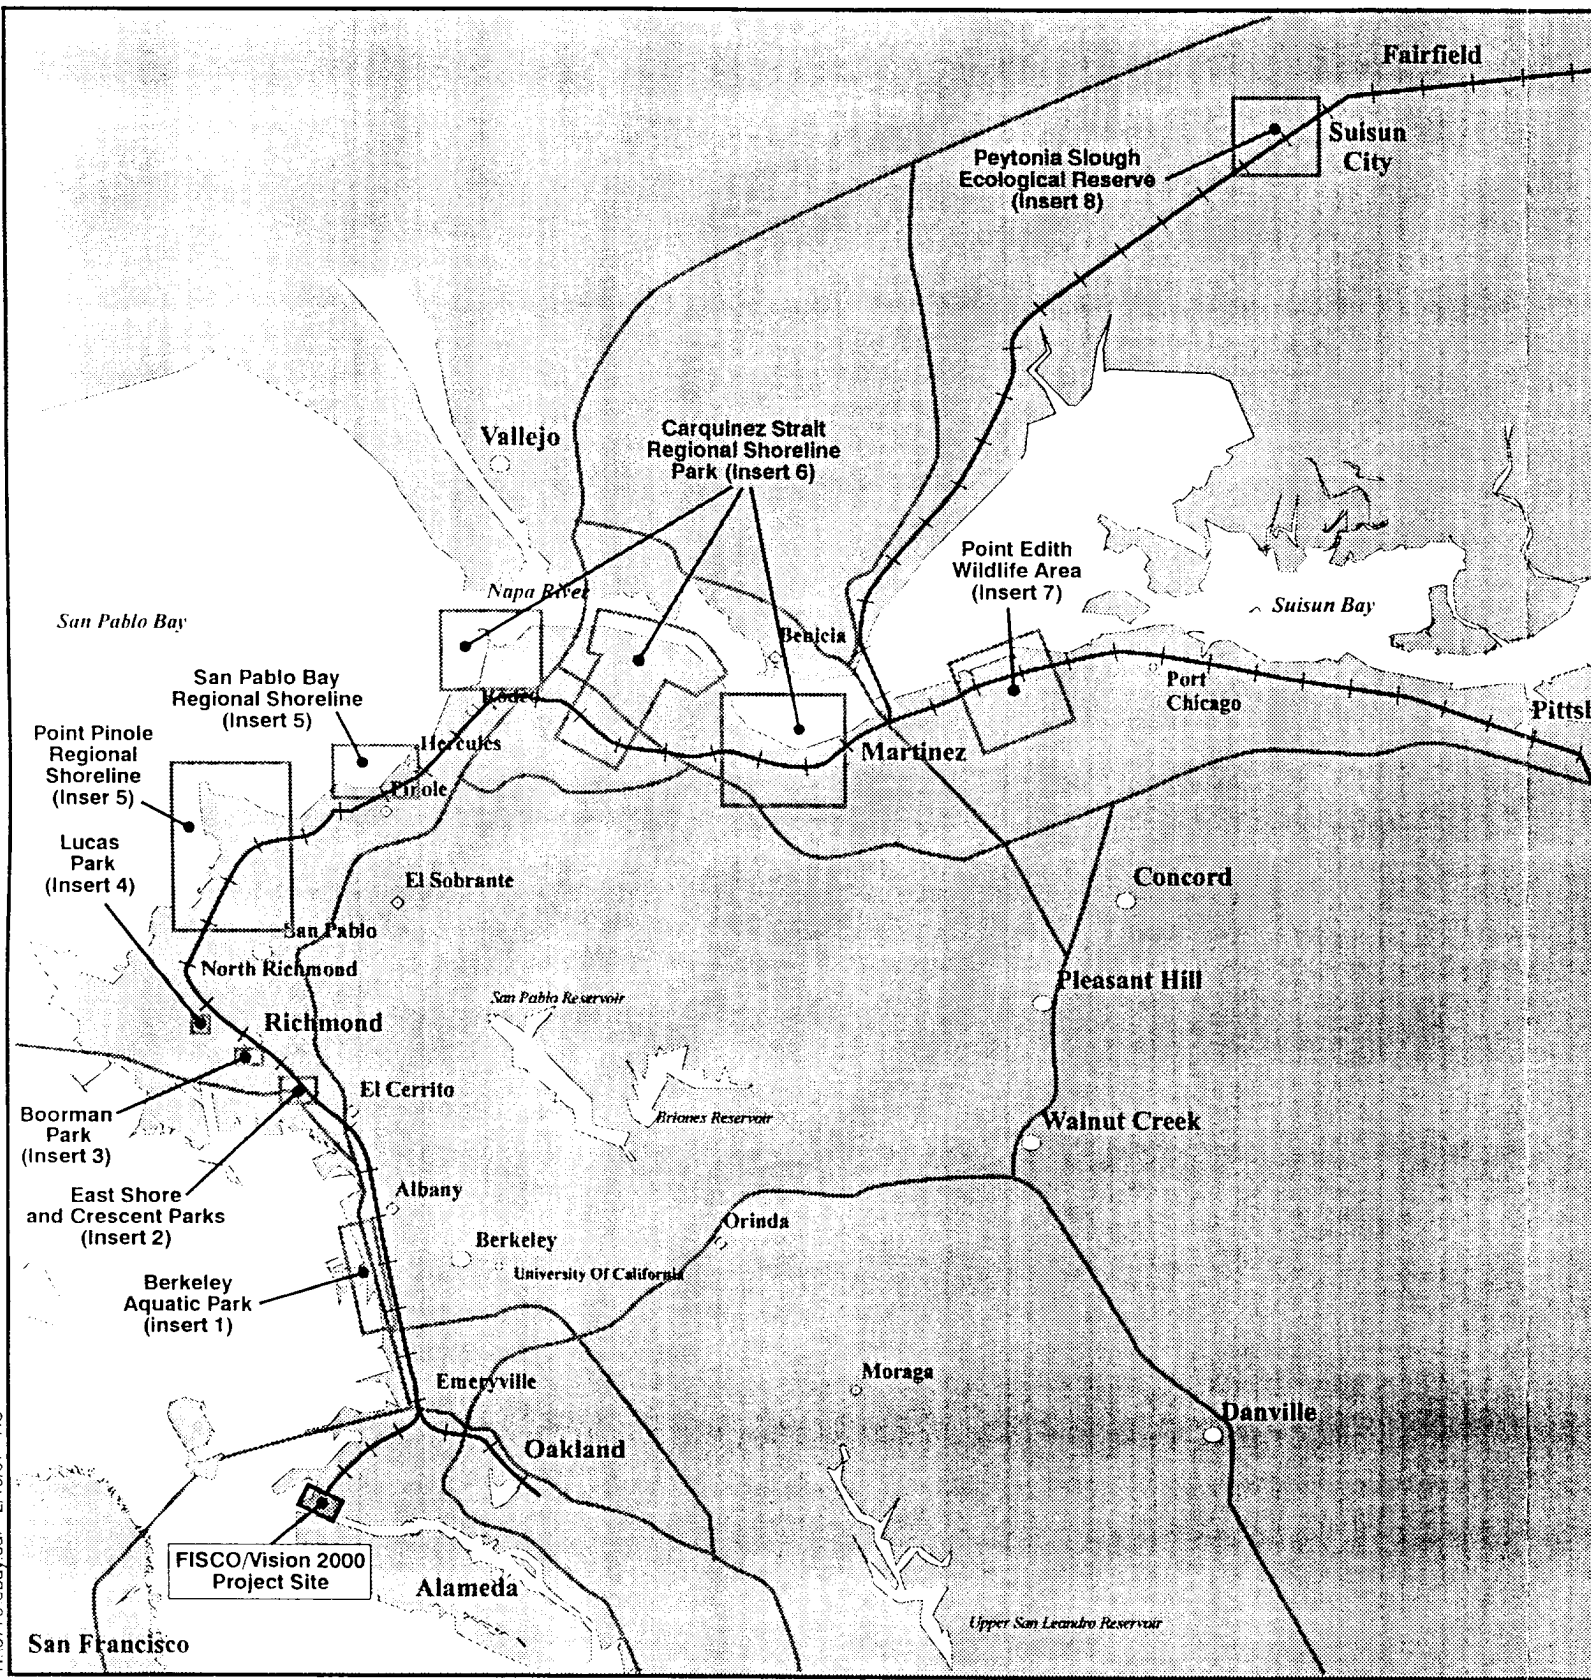 Fairfield
Suisun
City
Peytonia Slough
Ecological Reserve
(Insert 8)
Vallejo
Carquinez Strait
Regional Shoreline
Park (Insert 6)
Point Edith
Wildlife Area
(Insert 7)
Napa River
Suisun Bay
San Pablo Bay
Benicia
San Pablo Bay
Regional Shoreline
(Insert 5)
Rodeo
Port
Chicago
Point Pinole
Regional
Shoreline
(Inser 5)
Hercules
Martinez
Pinole
Lucas
Park
(Insert 4)
El Sobrante
Concord
San Pablo
North Richmond
Pleasant Hill
San Pablo Reservoir
Richmond
El Cerrito
Briones Reservoir
Walnut Creek
Boorman
Park
(Insert 3)
East Shore
and Crescent Parks
(Insert 2)
Albany
Orinda
Berkeley
University Of California
Berkeley
Aquatic Park
(insert 1)
Moraga
Emeryville
Danville
Oakland
FISCO/Vision 2000
Project Site
Alameda
Upper San Leandro Reservoir
San Francisco